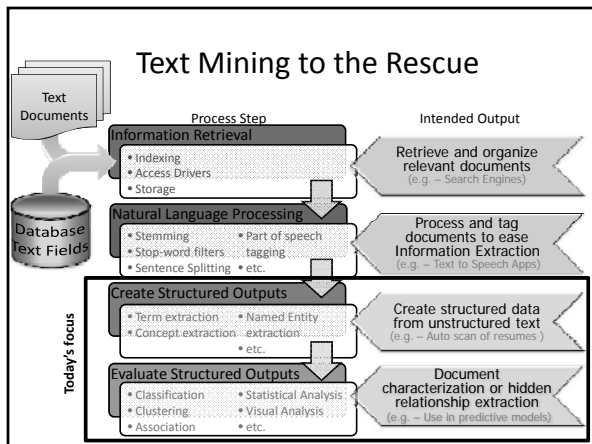 Text Mining to the Rescue
Text
Documents
Database
Text Fields
Process Step
Intended Output
Information Retrieval
• Indexing
• Access Drivers
• Storage
Retrieve and organize
relevant documents
(e.g. – Search Engines)
Natural Language Processing
• Stemming
• Stop-word filters
• Sentence Splitting
• Part of speech
tagging
• etc.
Process and tag
documents to ease
Information Extraction
(e.g. – Text to Speech Apps)
Today's focus
Create Structured Outputs
• Term extraction
• Concept extraction
• Named Entity
extraction
• etc.
Create structured data
from unstructured text
(e.g. – Auto scan of resumes )
Evaluate Structured Outputs
• Classification
• Clustering
• Association
• Statistical Analysis
• Visual Analysis
• etc.
Document
characterization or hidden
relationship extraction
(e.g. – Use in predictive models)